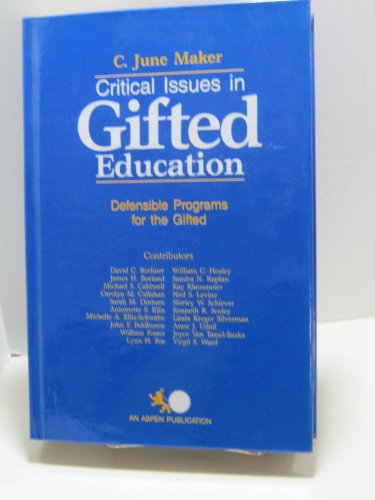 C. June Maker
Critical Issues in
Gifted
Education
Defensible Programs
for the Gifted
Contributors
David C. Berliner William C. Healey
James H. Borland Sandra N. Kaplan
Michael S. Caldwell Kay Klausmeier
Carolyn M. Callahan Ned S. Levine
Sarah M. Dinham Shirley W. Schiever
Antoinette S. Ellis Kenneth R. Seeley
Michelle A. Ellis-Schwabe Linda Kreger Silverman
John F. Feldhusen Anne J. Udall
William Foster Joyce Van Tassel-Baska
Lynn H. Fox Virgil S. Ward
AN ASPEN PUBLICATION